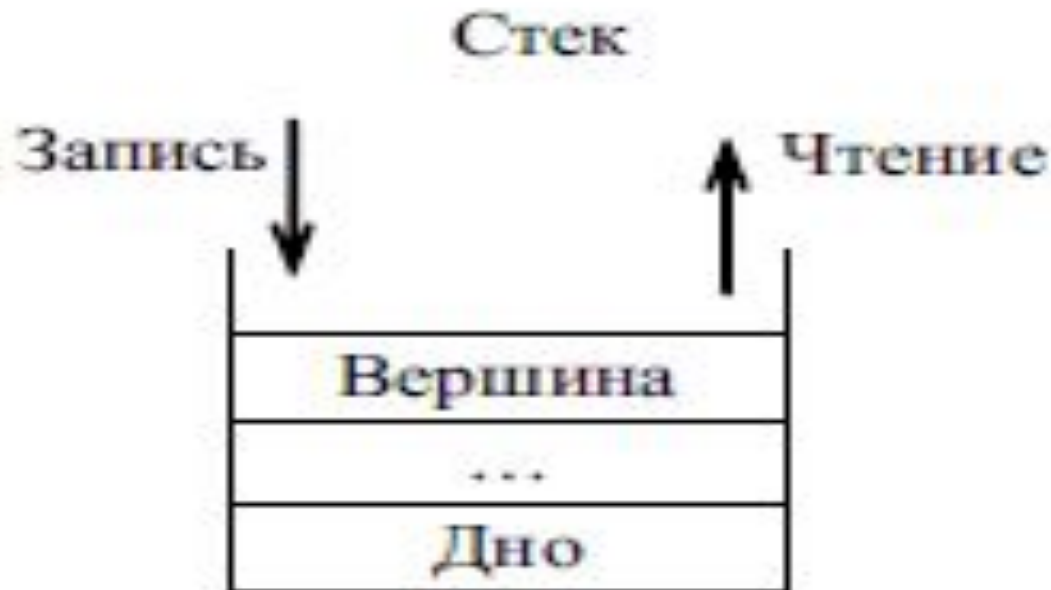 Стек
Запись
Чтение
Вершина
...
Дно